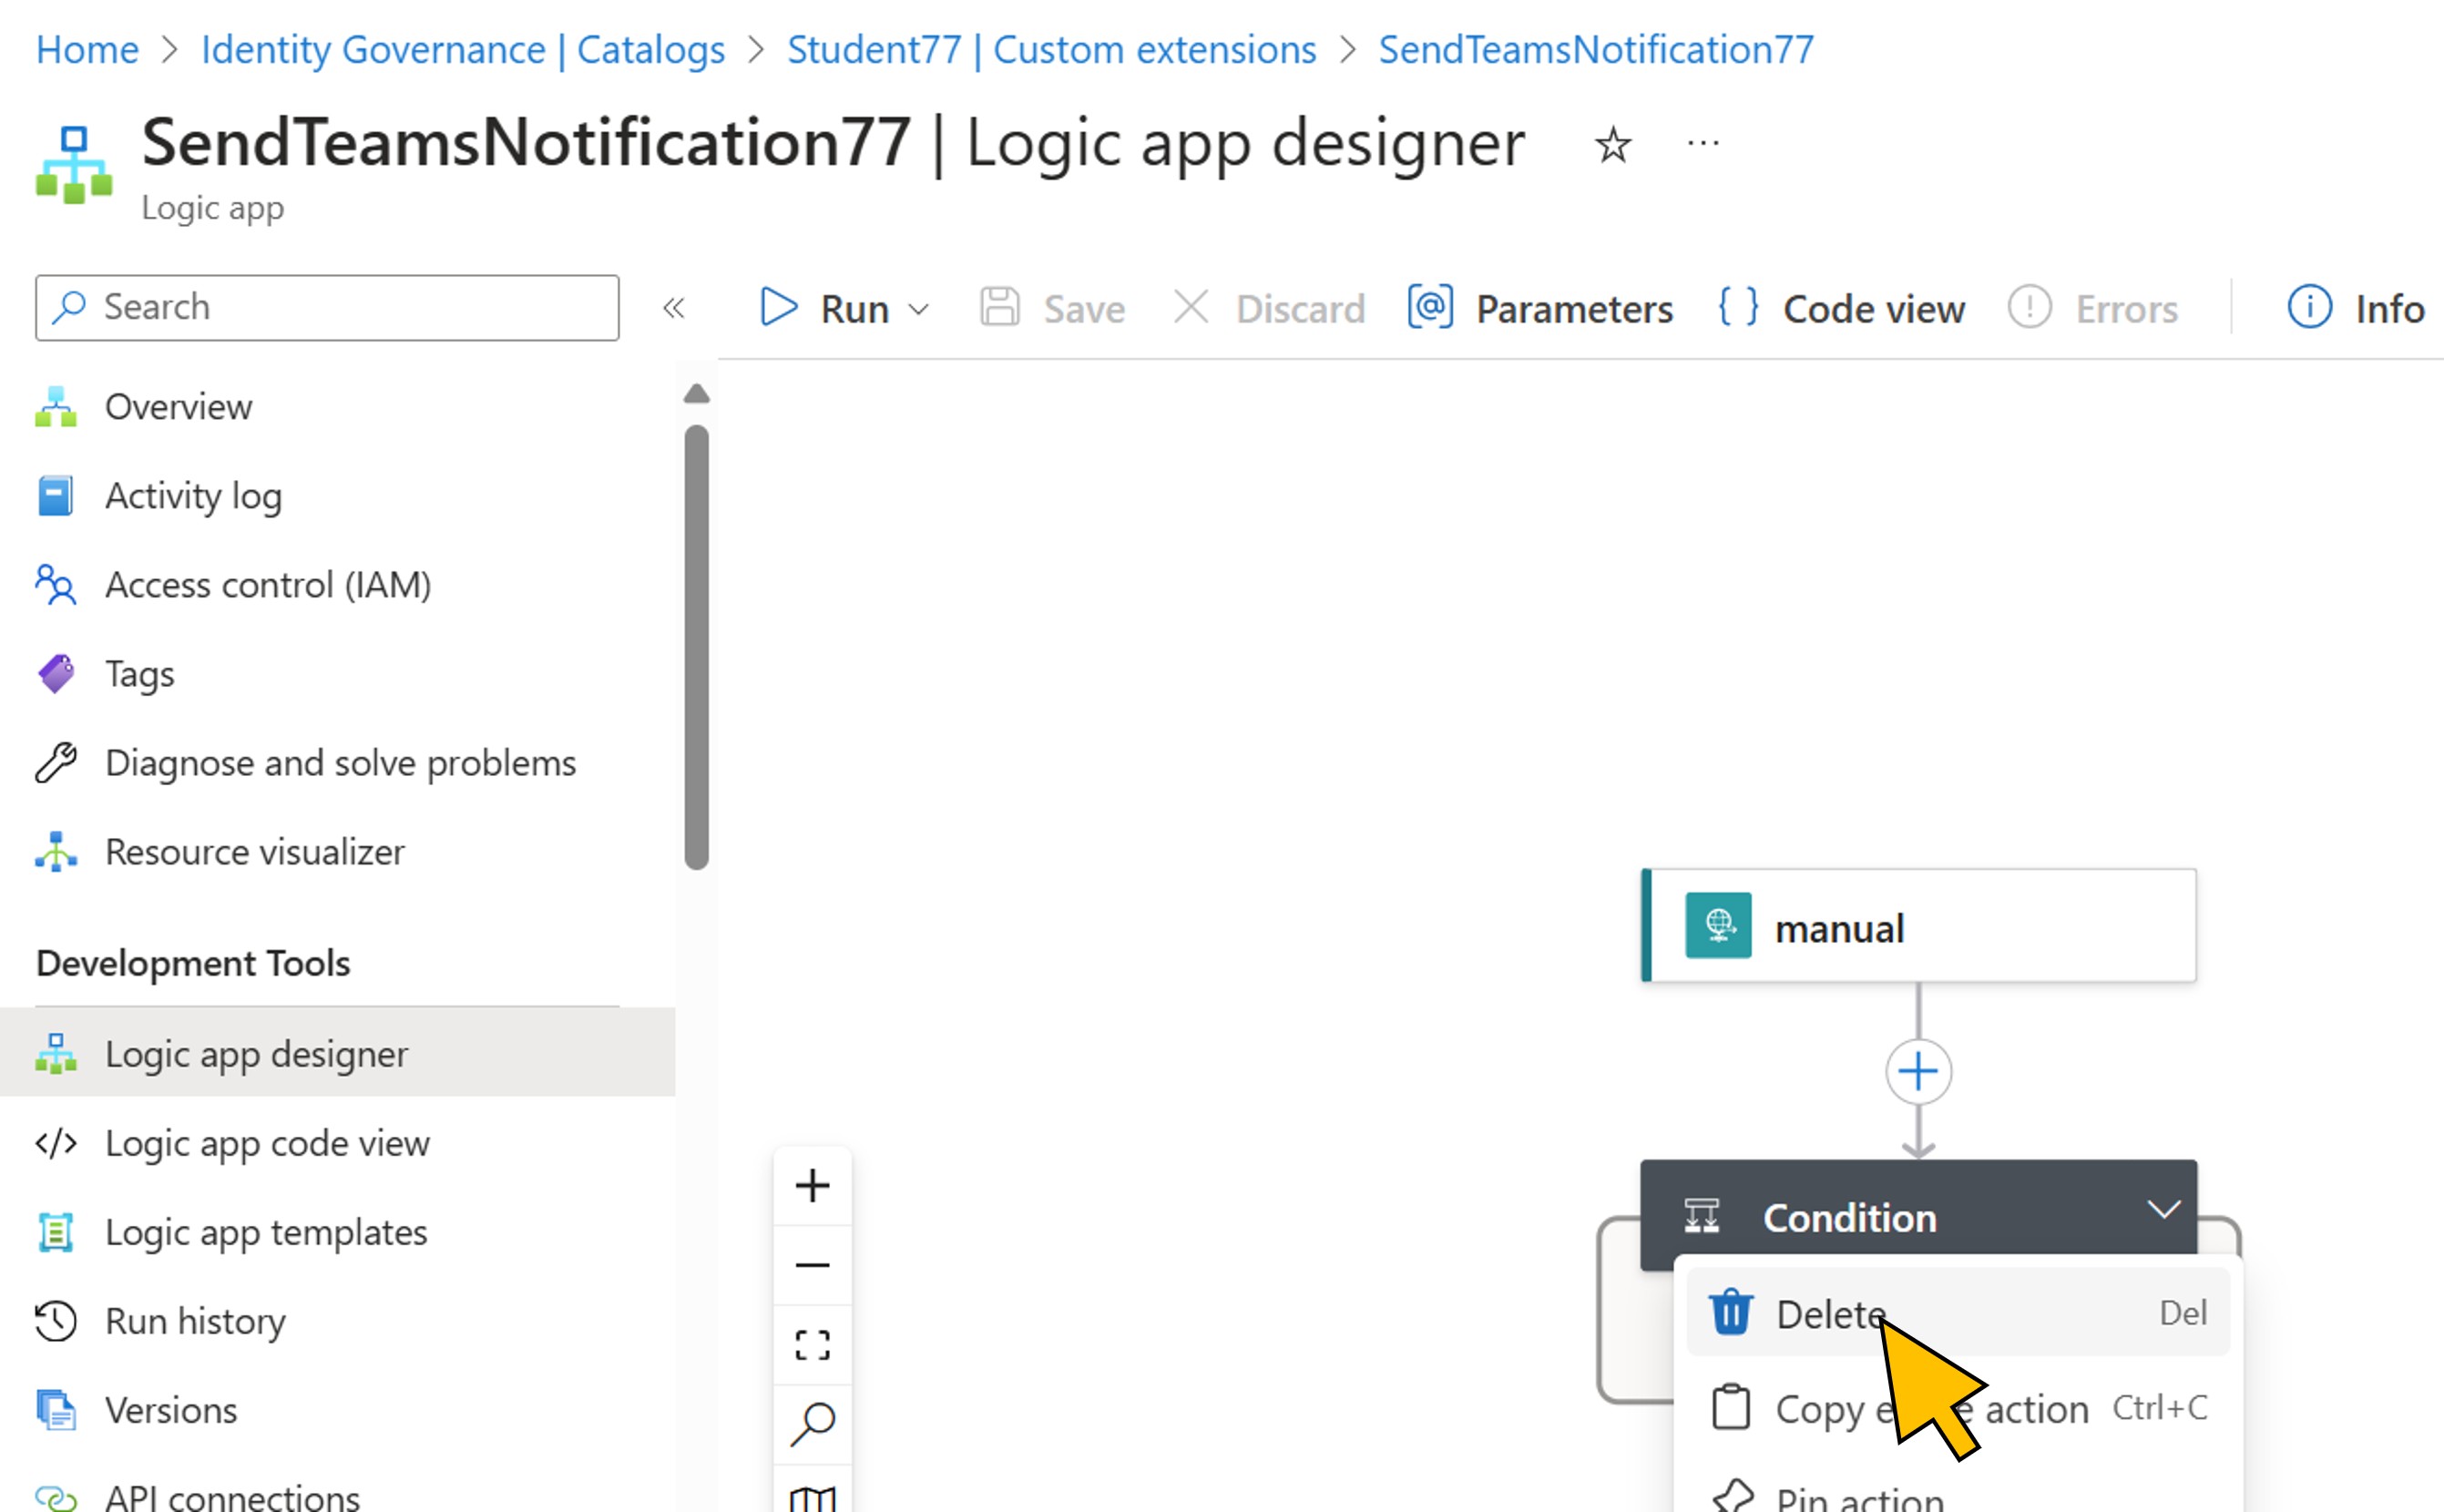 Home > Identity Governance | Catalogs > Student77 | Custom extensions > SendTeamsNotification77
SendTeamsNotification77 | Logic app designer ☆ ···
Logic app
Search «
Run Save Discard Parameters Code view Errors Info
Overview
Activity log
Access control (IAM)
Tags
Diagnose and solve problems
Resource visualizer
Development Tools
Logic app designer
Logic app code view
Logic app templates
Run history
Versions
API connections
manual
Condition
Delete Del
Copy action Ctrl+C
Pin action